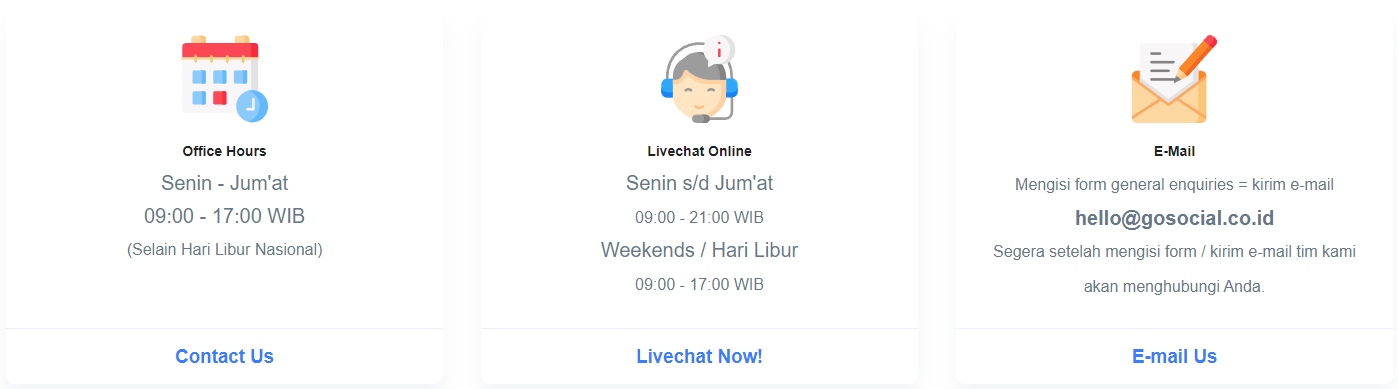 Office Hours
Senin - Jum'at
09:00 - 17:00 WIB
(Selain Hari Libur Nasional)
Contact Us
Livechat Online
Senin s/d Jum'at
09:00 - 21:00 WIB
Weekends / Hari Libur
09:00 - 17:00 WIB
Livechat Now!
E-Mail
Mengisi form general enquiries = kirim e-mail
hello@gosocial.co.id
Segera setelah mengisi form / kirim e-mail tim kami
akan menghubungi Anda.
E-mail Us